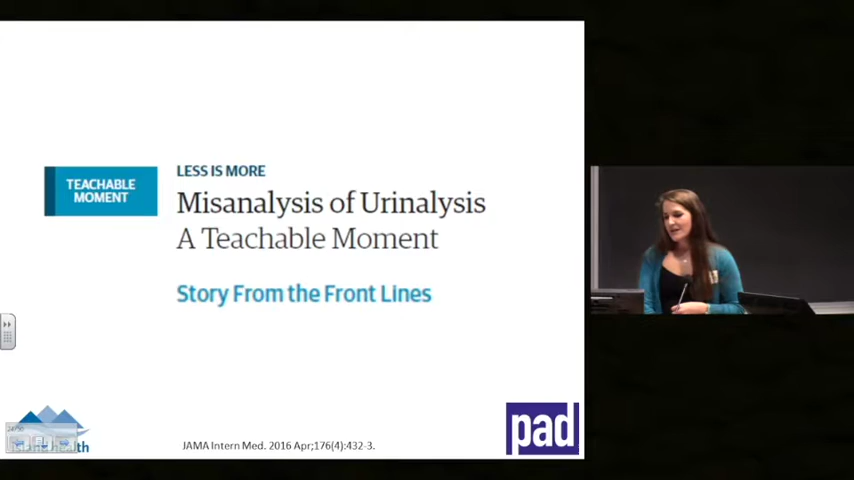 LESS IS MORE
TEACHABLE
MOMENT
Misanalysis of Urinalysis
A Teachable Moment
Story From the Front Lines
pad
health
JAMA Intern Med. 2016 Apr;176(4):432-3.